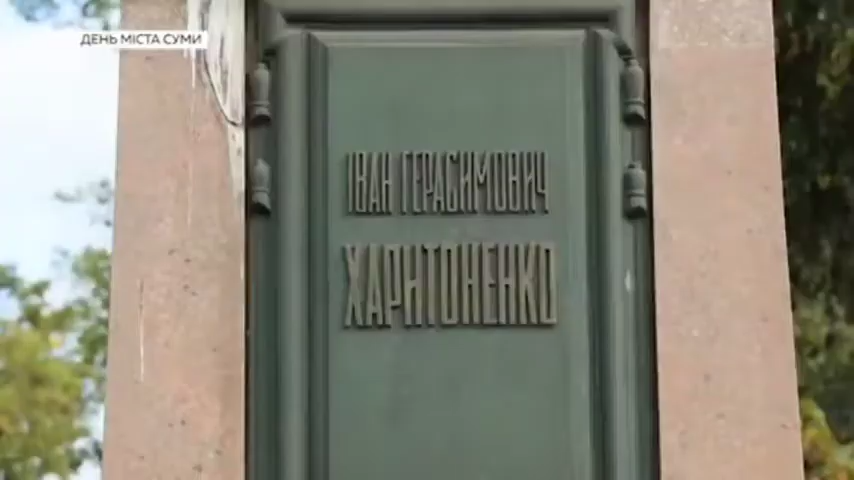 ДЕНЬ МІСТА СУМИ
ІВАН ГЕРАСИМОВИЧ
ХАРИТОНЕНКО